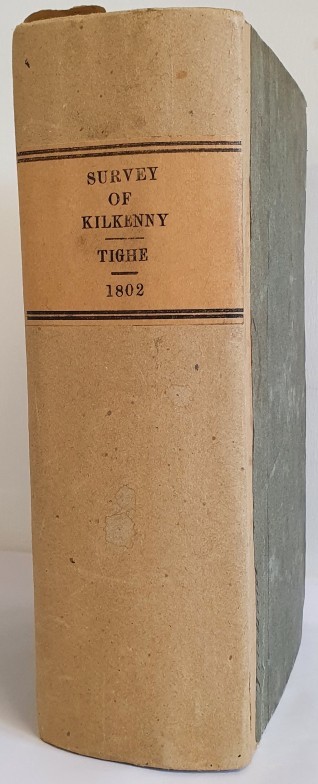 SURVEY
OF
KILKENNY
TIGHE
1802